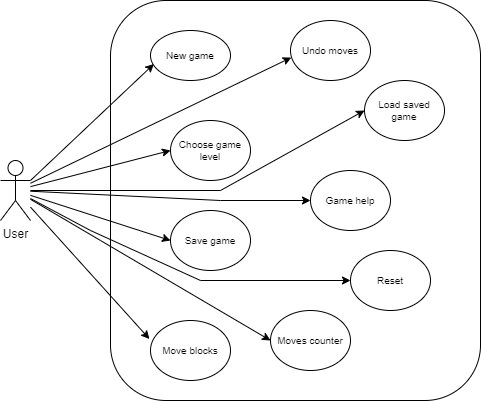 New game
Undo moves
Load saved
game
Choose game
level
Game help
User
Save game
Reset
Moves counter
Move blocks